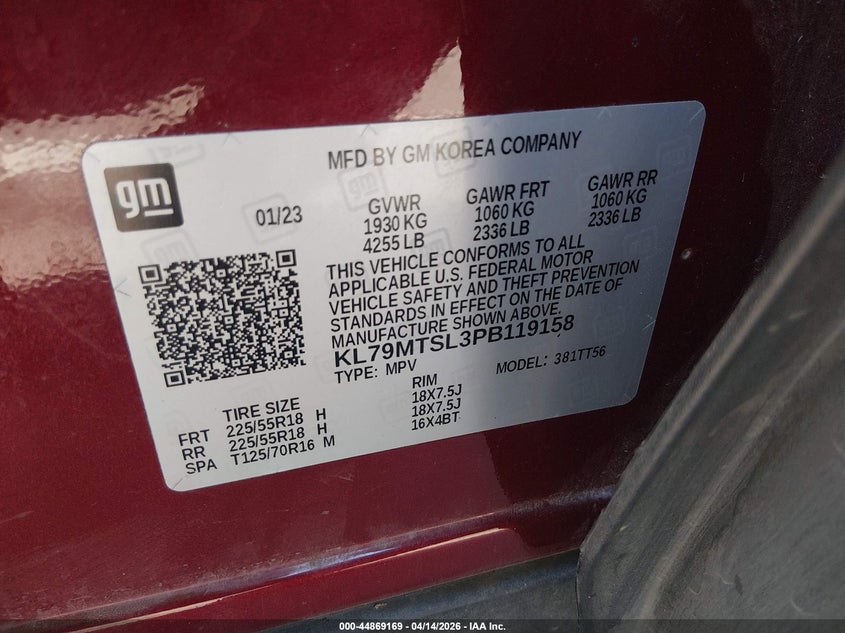 MFD BY GM KOREA COMPANY
gm
01/23
GVWR
1930 KG
4255 LB
GAWR FRT
1060 KG
2336 LB
GAWR RR
1060 KG
2336 LB
THIS VEHICLE CONFORMS TO ALL
APPLICABLE U.S. FEDERAL MOTOR
VEHICLE SAFETY AND THEFT PREVENTION
STANDARDS IN EFFECT ON THE DATE OF
MANUFACTURE SHOWN ABOVE.
KL79MTSL3PB119158
TYPE: MPV MODEL: 381TT56
TIRE SIZE RIM
FRT 225/55R18 H 18X7.5J
RR 225/55R18 H 18X7.5J
SPA T125/70R16 M 16X4BT
000-44869169 - 04/14/2026 - IAA Inc.